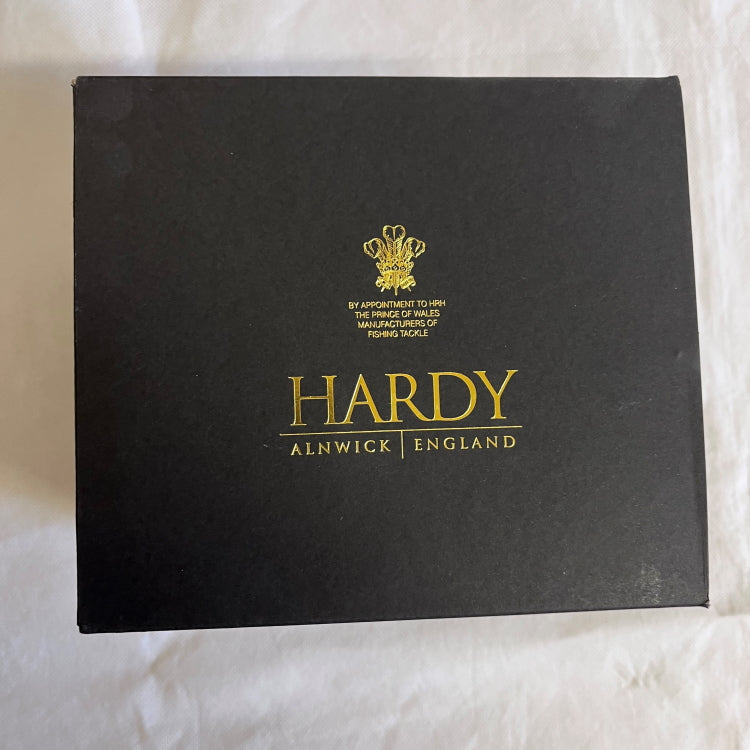 BY APPOINTMENT TO HRH
THE PRINCE OF WALES
MANUFACTURERS OF
FISHING TACKLE
HARDY
ALNWICK | ENGLAND